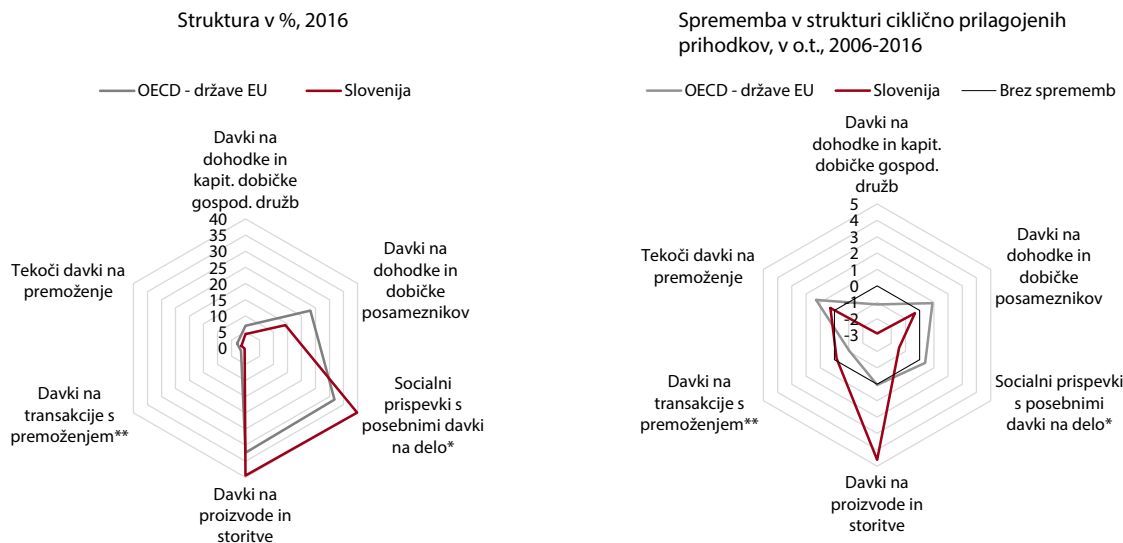 Struktura v %, 2016
OECD - države EU
Slovenija
Davki na
dohodke in
kapit. dobičke
gospod. družb
40
35
30
25
20
15
10
5
0
Davki na
dohodke in
dobičke
posameznikov
Socialni
prispevki s
posebnimi davki
na delo*
Davki na
proizvode in
storitve
Davki na
transakcije s
premoženjem**
Tekoči davki na
premoženje
Sprememba v strukturi ciklično prilagojenih
prihodkov, v o.t., 2006-2016
OECD - države EU
Slovenija
Brez sprememb
Davki na
dohodke in kapit.
dobičke gospod.
družb
5
4
3
2
1
0
-1
-2
-3
Davki na
dohodke in
dobičke
posameznikov
Socialni prispevki
s posebnimi
davki na delo*
Davki na
proizvode in
storitve
Davki na
transakcije s
premoženjem**
Tekoči davki na
premoženje